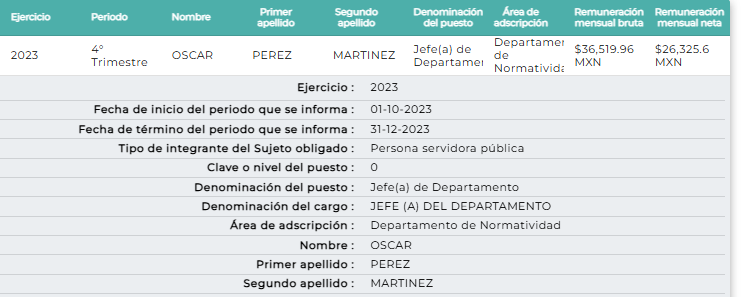 Ejercicio Periodo Nombre Primer apellido Segundo apellido Denominación del puesto Área de adscripción Remuneración mensual bruta Remuneración mensual neta
2023 4° Trimestre OSCAR PEREZ MARTINEZ Jefe(a) de Departamen Departamen de Normativida $36,519.96 MXN $26,325.6 MXN
Ejercicio : 2023
Fecha de inicio del periodo que se informa : 01-10-2023
Fecha de término del periodo que se informa : 31-12-2023
Tipo de integrante del Sujeto obligado : Persona servidora pública
Clave o nivel del puesto : 0
Denominación del puesto : Jefe(a) de Departamento
Denominación del cargo : JEFE (A) DEL DEPARTAMENTO
Área de adscripción : Departamento de Normatividad
Nombre : OSCAR
Primer apellido : PEREZ
Segundo apellido : MARTINEZ